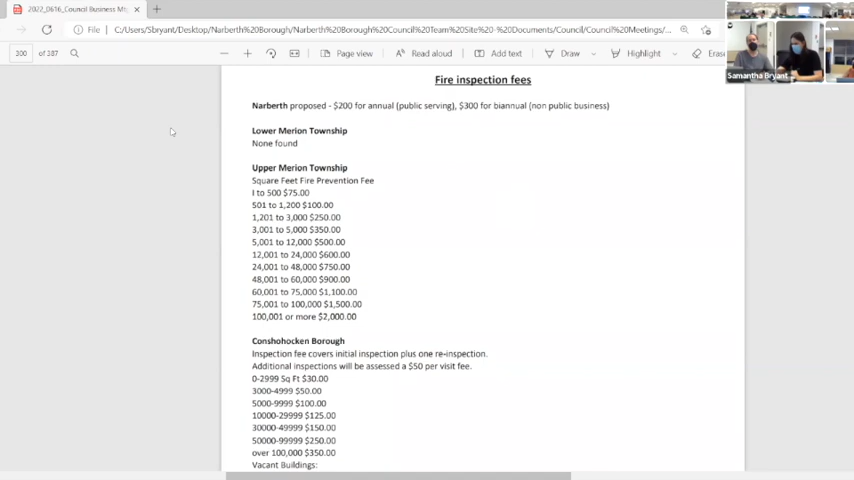 2022_0616_Council Business Me
File
C:/Users/Sbryant/Desktop/Narberth%20Borough/Narberth%20Borough%20Council%20Team%20Site%20-%20Documents/Council/Council%20Meetings/...
300 of 387
Page view
Read aloud
Add text
Draw
Highlight
Erase
Samantha Bryant
Fire inspection fees
Narberth proposed - $200 for annual (public serving), $300 for biannual (non public business)
Lower Merion Township
None found
Upper Merion Township
Square Feet Fire Prevention Fee
I to 500 $75.00
501 to 1,200 $100.00
1,201 to 3,000 $250.00
3,001 to 5,000 $350.00
5,001 to 12,000 $500.00
12,001 to 24,000 $600.00
24,001 to 48,000 $750.00
48,001 to 60,000 $900.00
60,001 to 75,000 $1,100.00
75,001 to 100,000 $1,500.00
100,001 or more $2,000.00
Conshohocken Borough
Inspection fee covers initial inspection plus one re-inspection.
Additional inspections will be assessed a $50 per visit fee.
0-2999 Sq Ft $30.00
3000-4999 $50.00
5000-9999 $100.00
10000-29999 $125.00
30000-49999 $150.00
50000-99999 $250.00
over 100,000 $350.00
Vacant Buildings: